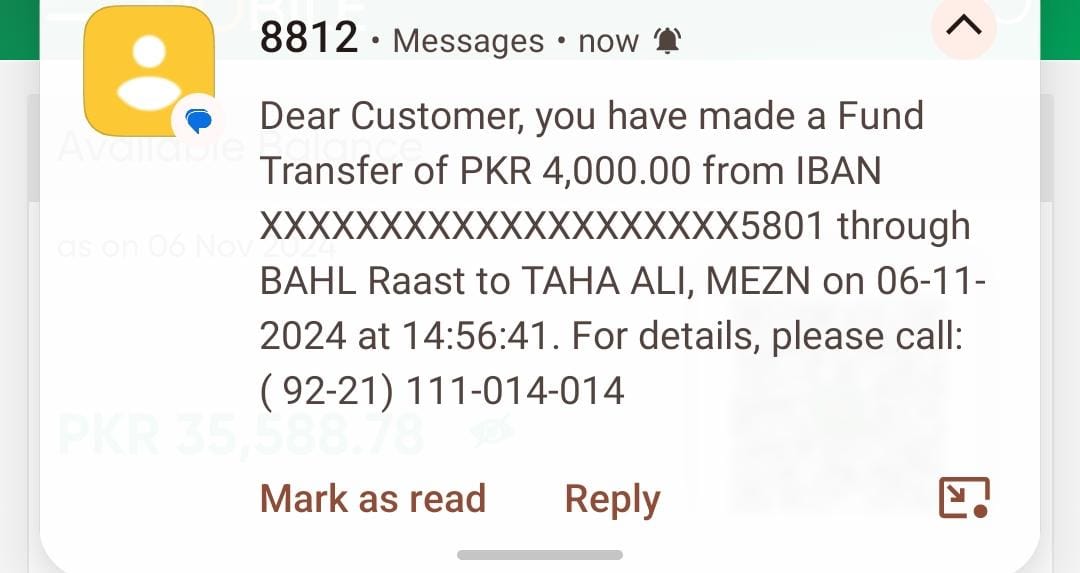 8812 • Messages • now
Dear Customer, you have made a Fund
Transfer of PKR 4,000.00 from IBAN
XXXXXXXXXXXXXXXXXXXX5801 through
BAHL Raast to TAHA ALI, MEZN on 06-11-
2024 at 14:56:41. For details, please call:
( 92-21) 111-014-014
Available Balance
as on 06 Nov 2024
PKR 35,588.78
Mark as read Reply